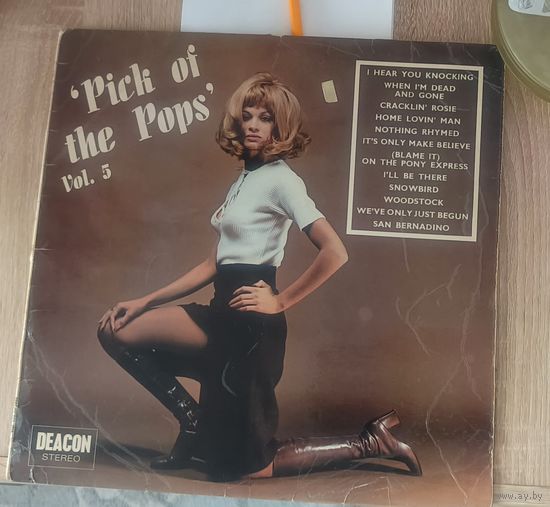 'Pick of
the Pops'
Vol. 5
I HEAR YOU KNOCKING
WHEN I'M DEAD
AND GONE
CRACKLIN' ROSIE
HOME LOVIN' MAN
NOTHING RHYMED
IT'S ONLY MAKE BELIEVE
(BLAME IT)
ON THE PONY EXPRESS
I'LL BE THERE
SNOWBIRD
WOODSTOCK
WE'VE ONLY JUST BEGUN
SAN BERNADINO
DEACON
STEREO
www.ay.by